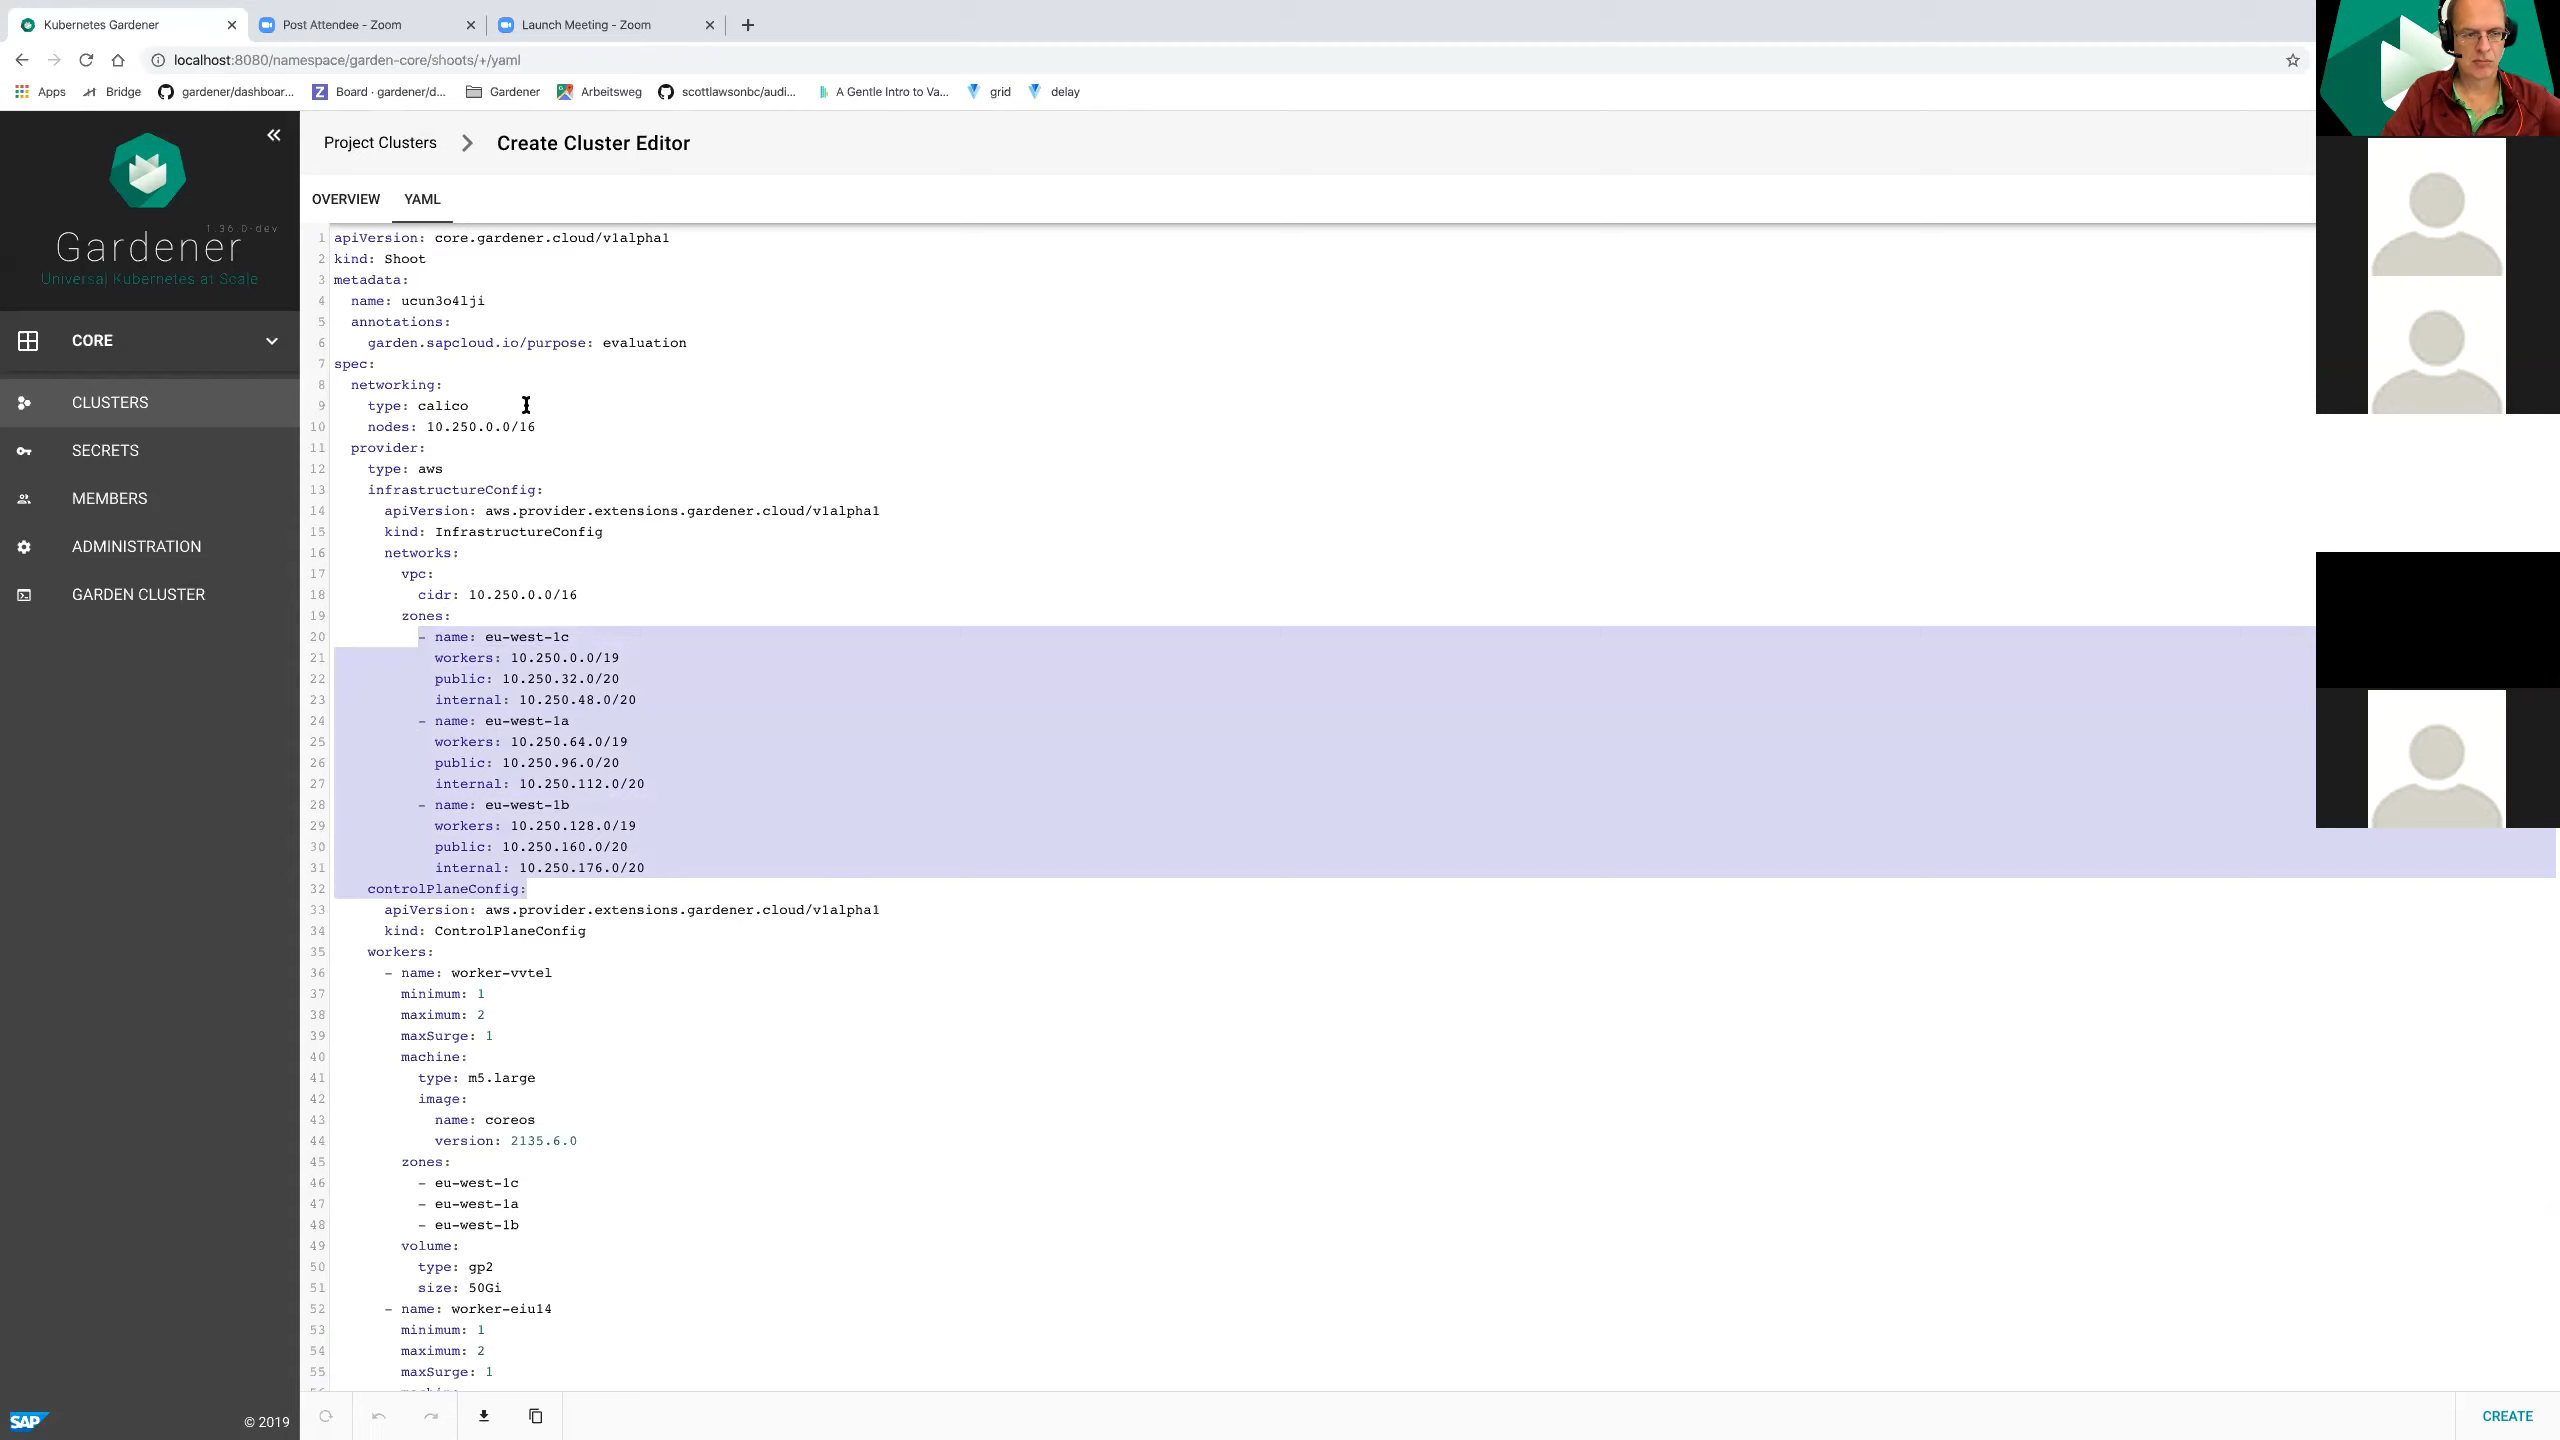 Kubernetes Gardener
Post Attendee - Zoom
Launch Meeting - Zoom
localhost:8080/namespace/garden-core/shoots/+/yaml
Apps
Bridge
gardener/dashboar...
Z
Board · gardener/d...
Gardener
Arbeitsweg
scottlawsonbc/audi...
A Gentle Intro to Va...
grid
delay
1.36.0-dev
Gardener
Universal Kubernetes at Scale
CORE
CLUSTERS
SECRETS
MEMBERS
ADMINISTRATION
GARDEN CLUSTER
SAP
© 2019
Project Clusters
Create Cluster Editor
OVERVIEW
YAML
1 apiVersion: core.gardener.cloud/v1alpha1
2 kind: Shoot
3 metadata:
4 name: ucun3o4lji
5 annotations:
6 garden.sapcloud.io/purpose: evaluation
7 spec:
8 networking:
9 type: calico
10 nodes: 10.250.0.0/16
11 provider:
12 type: aws
13 infrastructureConfig:
14 apiVersion: aws.provider.extensions.gardener.cloud/v1alpha1
15 kind: InfrastructureConfig
16 networks:
17 vpc:
18 cidr: 10.250.0.0/16
19 zones:
20 - name: eu-west-1c
21 workers: 10.250.0.0/19
22 public: 10.250.32.0/20
23 internal: 10.250.48.0/20
24 - name: eu-west-1a
25 workers: 10.250.64.0/19
26 public: 10.250.96.0/20
27 internal: 10.250.112.0/20
28 - name: eu-west-1b
29 workers: 10.250.128.0/19
30 public: 10.250.160.0/20
31 internal: 10.250.176.0/20
32 controlPlaneConfig:
33 apiVersion: aws.provider.extensions.gardener.cloud/v1alpha1
34 kind: ControlPlaneConfig
35 workers:
36 - name: worker-vvtel
37 minimum: 1
38 maximum: 2
39 maxSurge: 1
40 machine:
41 type: m5.large
42 image:
43 name: coreos
44 version: 2135.6.0
45 zones:
46 - eu-west-1c
47 - eu-west-1a
48 - eu-west-1b
49 volume:
50 type: gp2
51 size: 50Gi
52 - name: worker-eiu14
53 minimum: 1
54 maximum: 2
55 maxSurge: 1
CREATE